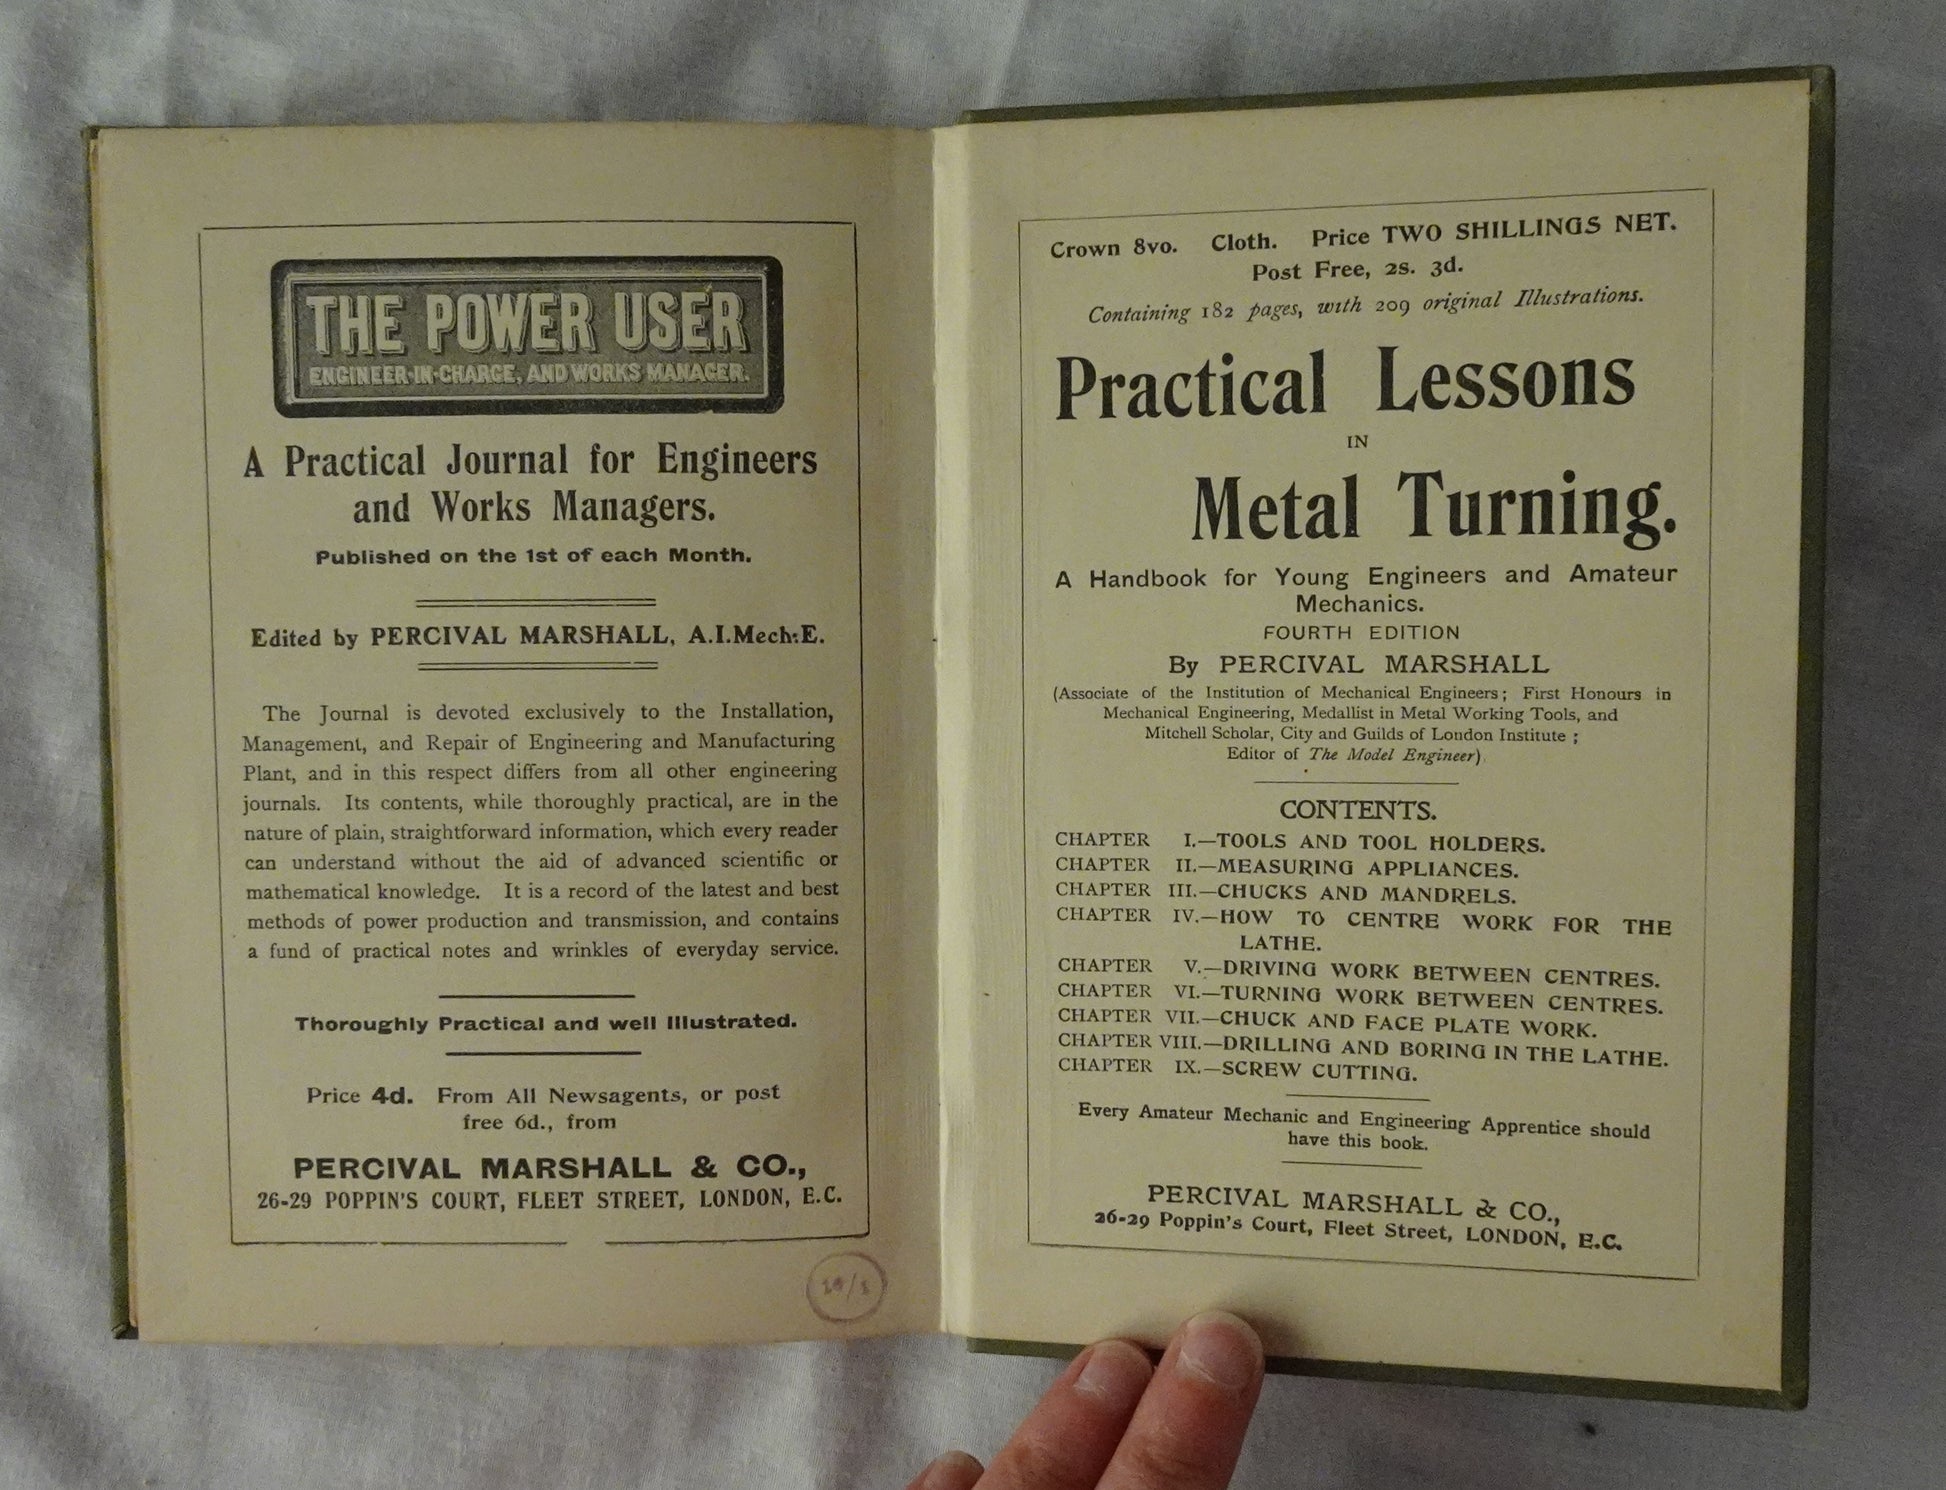 THE POWER USER
ENGINEER-IN-CHARGE, AND WORKS MANAGER.
A Practical Journal for Engineers
and Works Managers.
Published on the 1st of each Month.
Edited by PERCIVAL MARSHALL, A.I.Mech.E.
The Journal is devoted exclusively to the Installation,
Management, and Repair of Engineering and Manufacturing
Plant, and in this respect differs from all other engineering
journals. Its contents, while thoroughly practical, are in the
nature of plain, straightforward information, which every reader
can understand without the aid of advanced scientific or
mathematical knowledge. It is a record of the latest and best
methods of power production and transmission, and contains
a fund of practical notes and wrinkles of everyday service.
Thoroughly Practical and well Illustrated.
Price 4d. From All Newsagents, or post
free 6d., from
PERCIVAL MARSHALL & CO.,
26-29 POPPIN'S COURT, FLEET STREET, LONDON, E.C.
Crown 8vo. Cloth. Price TWO SHILLINGS NET.
Post Free, 2s. 3d.
Containing 182 pages, with 209 original Illustrations.
Practical Lessons
IN
Metal Turning.
A Handbook for Young Engineers and Amateur
Mechanics.
FOURTH EDITION
By PERCIVAL MARSHALL
(Associate of the Institution of Mechanical Engineers; First Honours in
Mechanical Engineering, Medallist in Metal Working Tools, and
Mitchell Scholar, City and Guilds of London Institute;
Editor of The Model Engineer)
CONTENTS.
CHAPTER I.—TOOLS AND TOOL HOLDERS.
CHAPTER II.—MEASURING APPLIANCES.
CHAPTER III.—CHUCKS AND MANDRELS.
CHAPTER IV.—HOW TO CENTRE WORK FOR THE
LATHE.
CHAPTER V.—DRIVING WORK BETWEEN CENTRES.
CHAPTER VI.—TURNING WORK BETWEEN CENTRES.
CHAPTER VII.—CHUCK AND FACE PLATE WORK.
CHAPTER VIII.—DRILLING AND BORING IN THE LATHE.
CHAPTER IX.—SCREW CUTTING.
Every Amateur Mechanic and Engineering Apprentice should
have this book.
PERCIVAL MARSHALL & CO.,
26-29 Poppin's Court, Fleet Street, LONDON, E.C.